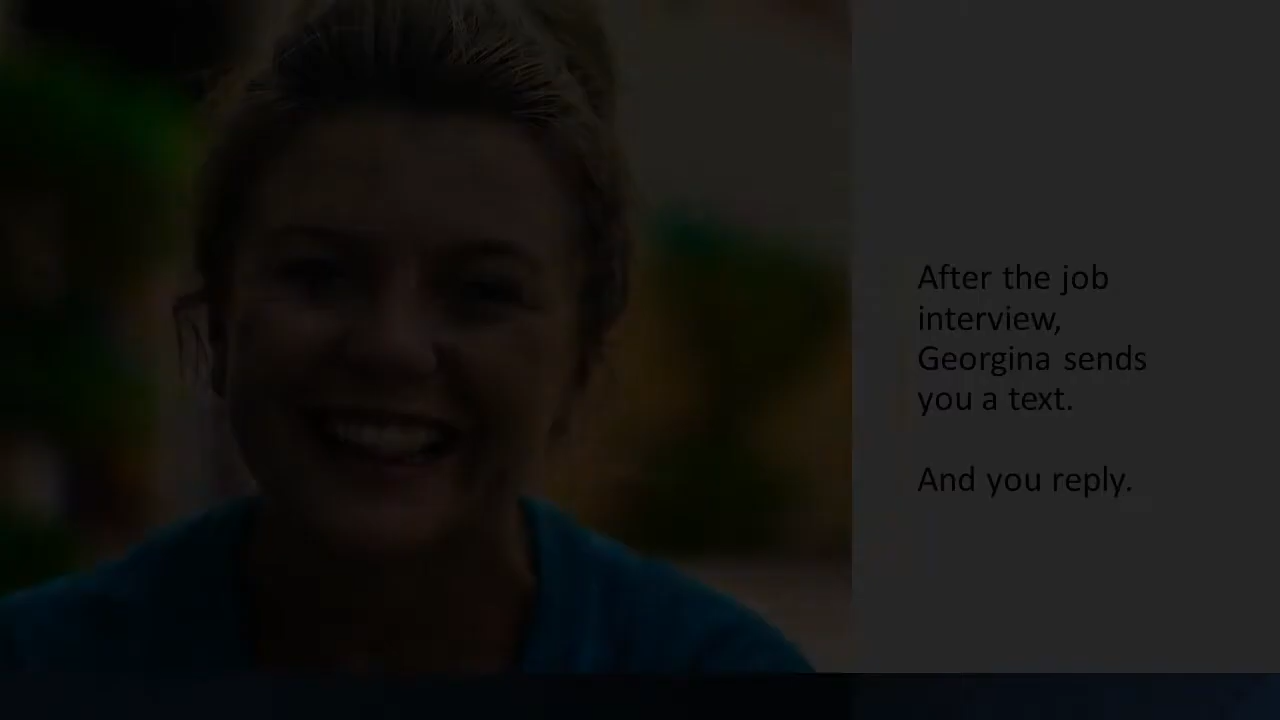 After the job
interview,
Georgina sends
you a text.
And you reply.